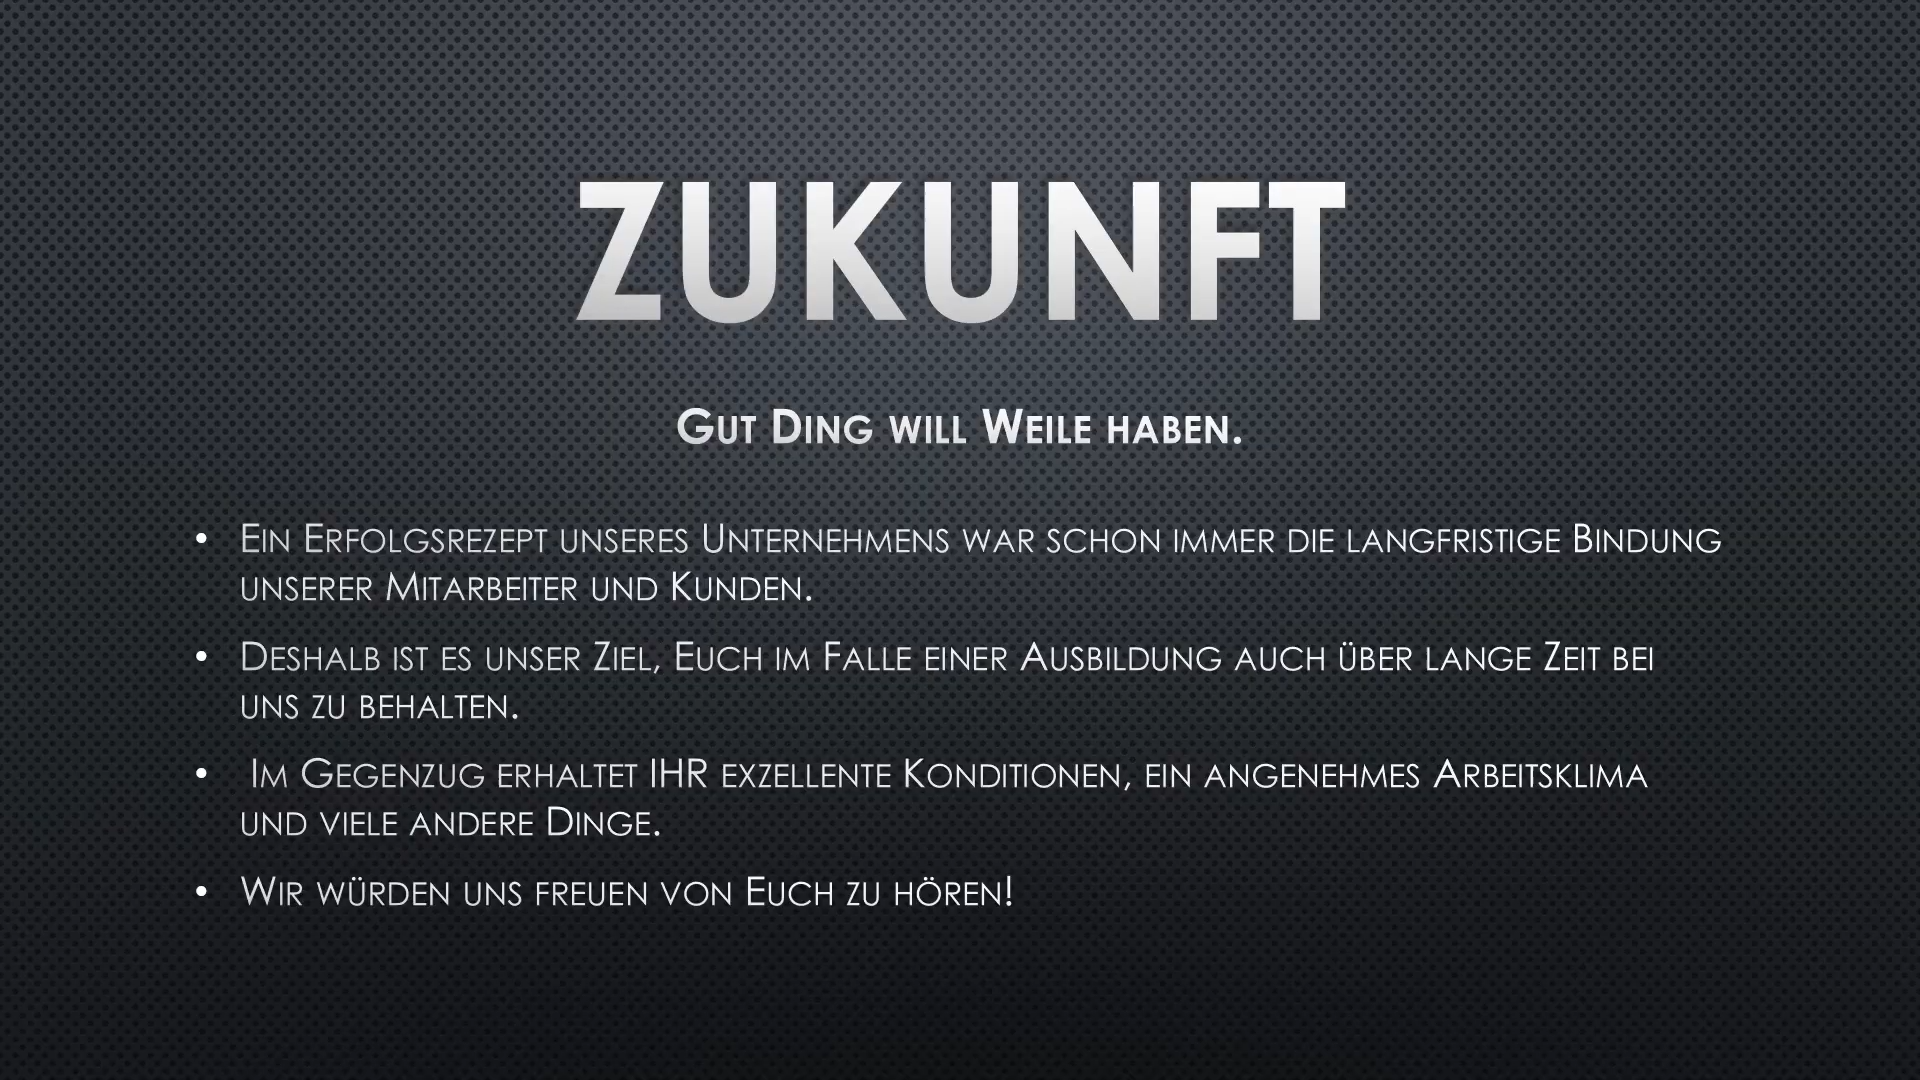 ZUKUNFT
Gut Ding will Weile haben.
• Ein Erfolgsrezept unseres Unternehmens war schon immer die langfristige Bindung
unserer Mitarbeiter und Kunden.
• Deshalb ist es unser Ziel, Euch im Falle einer Ausbildung auch über lange Zeit bei
uns zu behalten.
• Im Gegenzug erhaltet IHR exzellente Konditionen, ein angenehmes Arbeitsklima
und viele andere Dinge.
• Wir würden uns freuen von Euch zu hören!